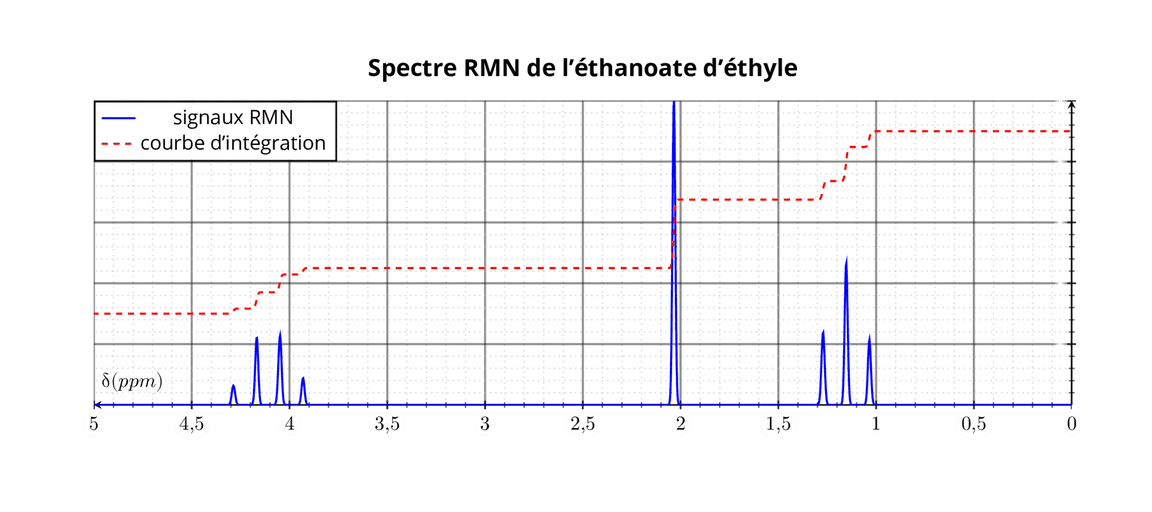 Spectre RMN de l’éthanoate d’éthyle
signaux RMN
courbe d’intégration
δ(ppm)
5 4,5 4 3,5 3 2,5 2 1,5 1 0,5 0